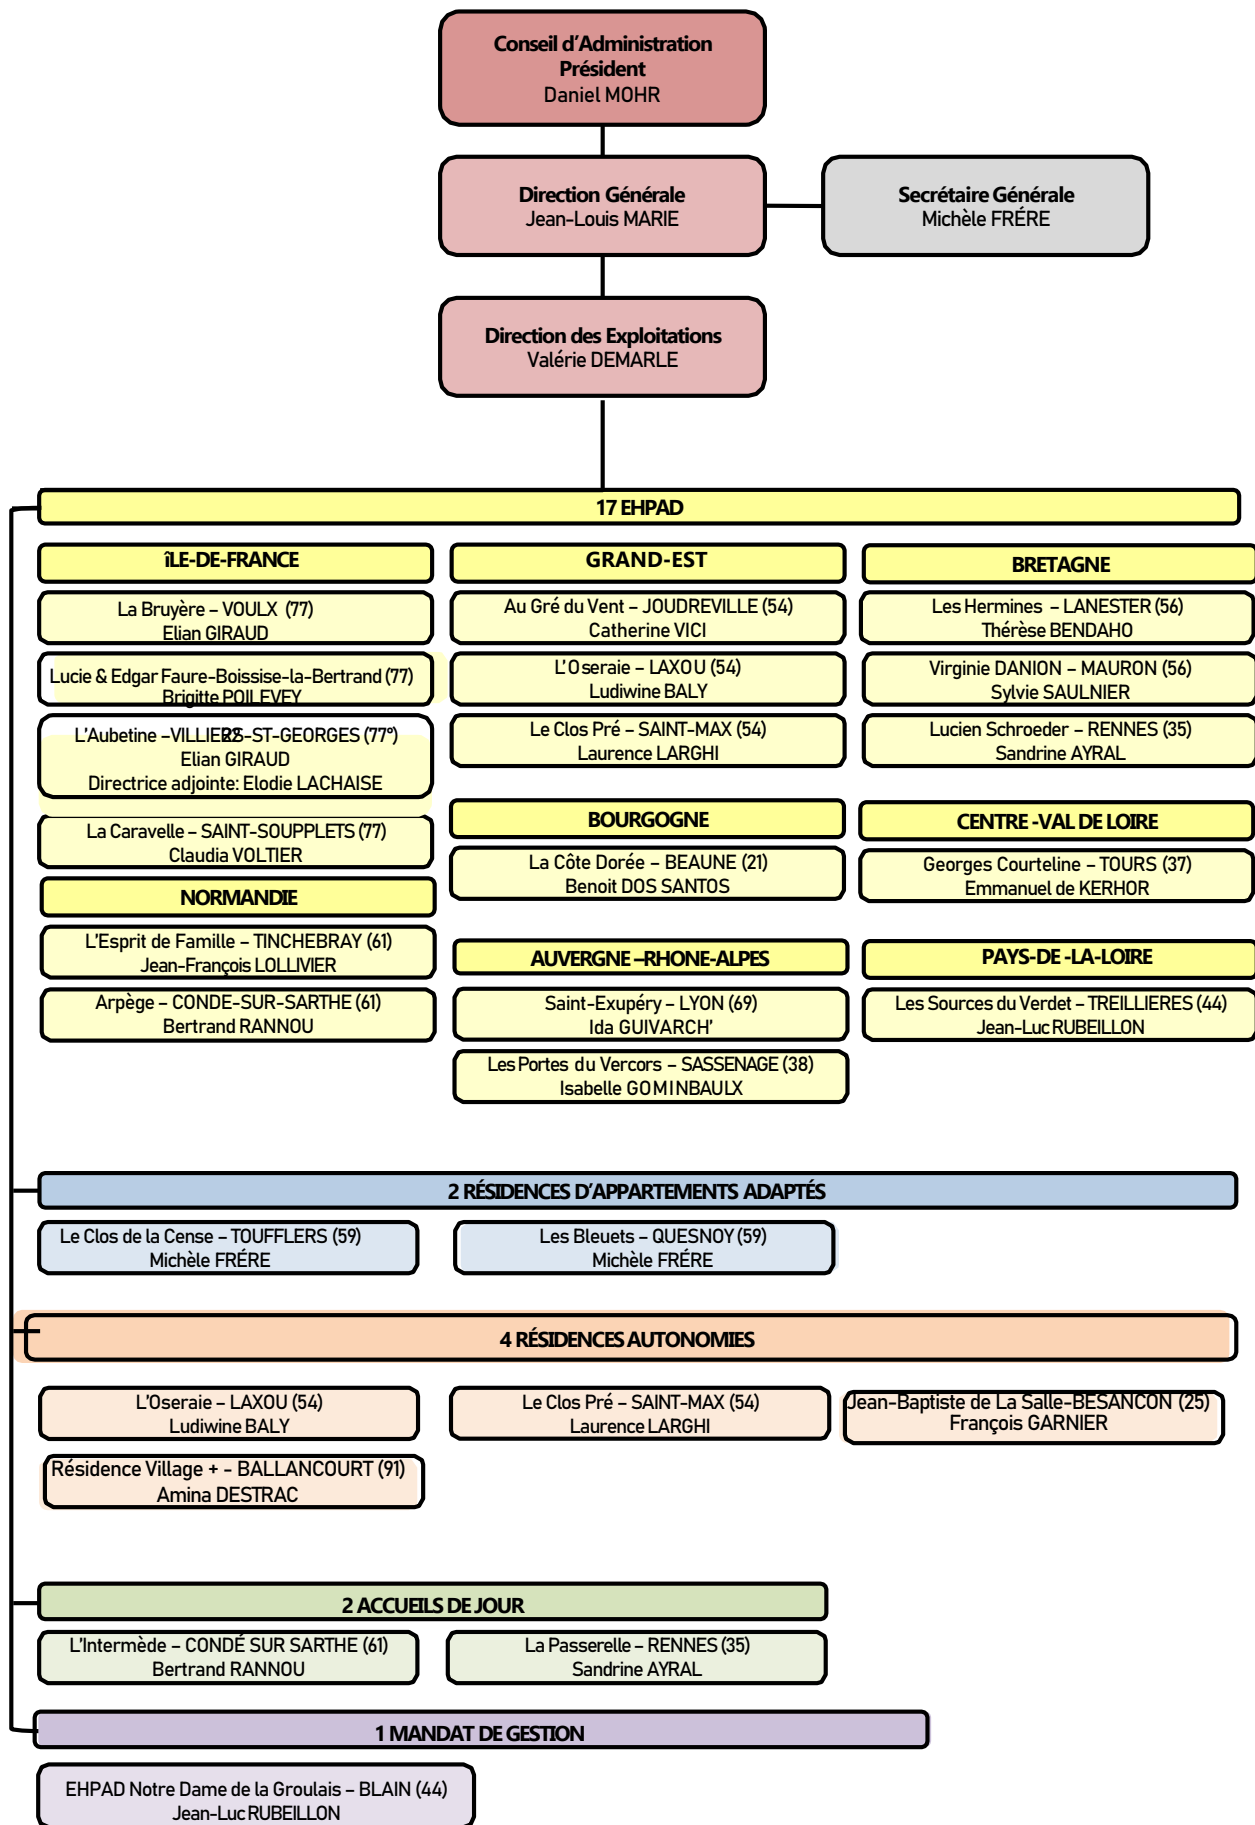 Conseil d'Administration
Président
Daniel MOHR
Direction Générale
Jean-Louis MARIE
Secrétaire Générale
Michèle FRÉRE
Direction des Exploitations
Valérie DEMARLE
17 EHPAD
îLE-DE-FRANCE
La Bruyère – VOULX (77)
Elian GIRAUD
Lucie & Edgar Faure-Boissise-la-Bertrand (77)
Brigitte POILEVEY
L'Aubetine –VILLIERS-ST-GEORGES (77°)
Elian GIRAUD
Directrice adjointe: Elodie LACHAISE
La Caravelle – SAINT-SOUPPLETS (77)
Claudia VOLTIER
NORMANDIE
L'Esprit de Famille – TINCHEBRAY (61)
Jean-François LOLLIVIER
Arpège – CONDE-SUR-SARTHE (61)
Bertrand RANNOU
GRAND-EST
Au Gré du Vent – JOUDREVILLE (54)
Catherine VICI
L'Oseraie – LAXOU (54)
Ludiwine BALY
Le Clos Pré – SAINT-MAX (54)
Laurence LARGHI
BOURGOGNE
La Côte Dorée – BEAUNE (21)
Benoit DOS SANTOS
AUVERGNE –RHONE-ALPES
Saint-Exupéry – LYON (69)
Ida GUIVARCH'
Les Portes du Vercors – SASSENAGE (38)
Isabelle GOMINBAULX
BRETAGNE
Les Hermines – LANESTER (56)
Thérèse BENDAHO
Virginie DANION – MAURON (56)
Sylvie SAULNIER
Lucien Schroeder – RENNES (35)
Sandrine AYRAL
CENTRE -VAL DE LOIRE
Georges Courteline – TOURS (37)
Emmanuel de KERHOR
PAYS-DE -LA-LOIRE
Les Sources du Verdet – TREILLIERES (44)
Jean-Luc RUBEILLON
2 RÉSIDENCES D'APPARTEMENTS ADAPTÉS
Le Clos de la Cense – TOUFFLERS (59)
Michèle FRÉRE
Les Bleuets – QUESNOY (59)
Michèle FRÉRE
4 RÉSIDENCES AUTONOMIES
L'Oseraie – LAXOU (54)
Ludiwine BALY
Le Clos Pré – SAINT-MAX (54)
Laurence LARGHI
Jean-Baptiste de La Salle-BESANCON (25)
François GARNIER
Résidence Village + - BALLANCOURT (91)
Amina DESTRAC
2 ACCUEILS DE JOUR
L'Intermède – CONDÉ SUR SARTHE (61)
Bertrand RANNOU
La Passerelle – RENNES (35)
Sandrine AYRAL
1 MANDAT DE GESTION
EHPAD Notre Dame de la Groulais – BLAIN (44)
Jean-Luc RUBEILLON